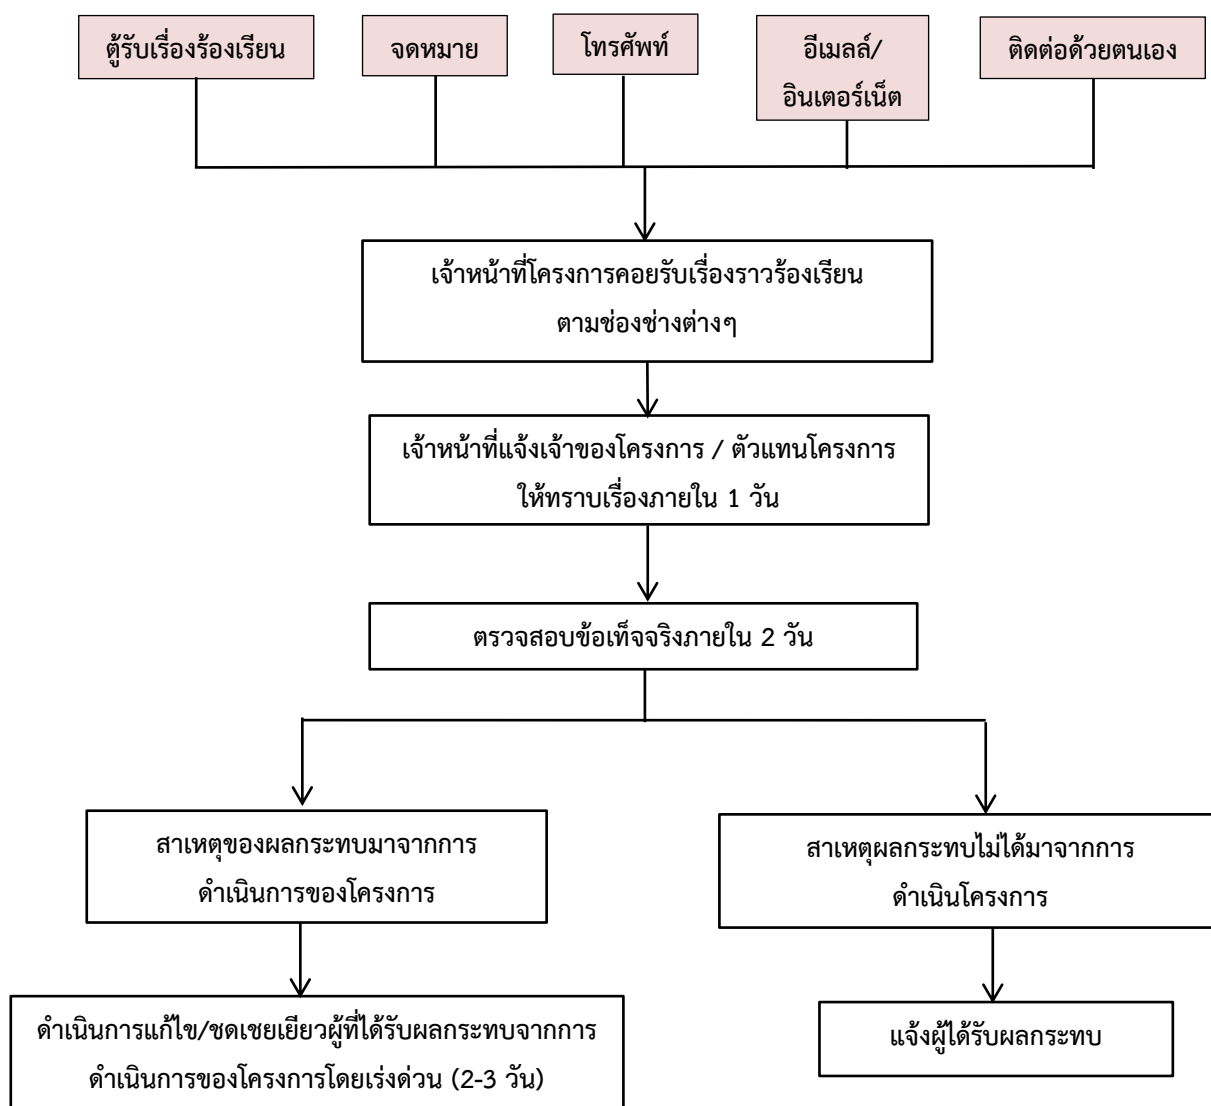 ตู้รับเรื่องร้องเรียน
จดหมาย
โทรศัพท์
อีเมลล์/
อินเตอร์เน็ต
ติดต่อด้วยตนเอง
เจ้าหน้าที่โครงการคอยรับเรื่องราวร้องเรียน
ตามช่องช่างต่างๆ
เจ้าหน้าที่แจ้งเจ้าของโครงการ / ตัวแทนโครงการ
ให้ทราบเรื่องภายใน 1 วัน
ตรวจสอบข้อเท็จจริงภายใน 2 วัน
สาเหตุของผลกระทบมาจากการ
ดำเนินการของโครงการ
สาเหตุผลกระทบไม่ได้มาจากการ
ดำเนินโครงการ
ดำเนินการแก้ไข/ชดเชยเยียวผู้ที่ได้รับผลกระทบจากการ
ดำเนินการของโครงการโดยเร่งด่วน (2-3 วัน)
แจ้งผู้ได้รับผลกระทบ